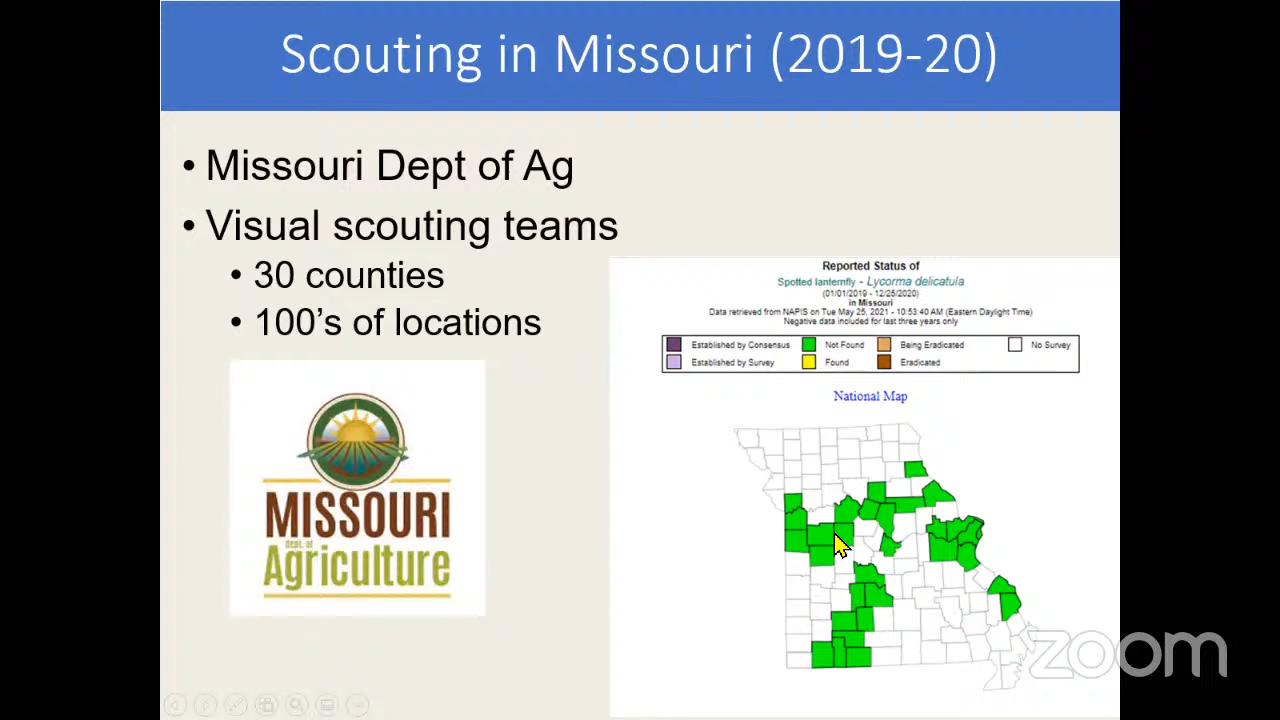 Scouting in Missouri (2019-20)
• Missouri Dept of Ag
• Visual scouting teams
• 30 counties
• 100's of locations
MISSOURI
dept. of
Agriculture
Reported Status of
Spotted lanternfly - Lycorma delicatula
(01/01/2019 - 12/25/2020)
in Missouri
Data retrieved from NAPIS on Tue May 25, 2021 - 10:53:40 AM (Eastern Daylight Time)
Negative data included for last three years only
Established by Consensus Not Found Being Eradicated No Survey
Established by Survey Found Eradicated
National Map
zoom